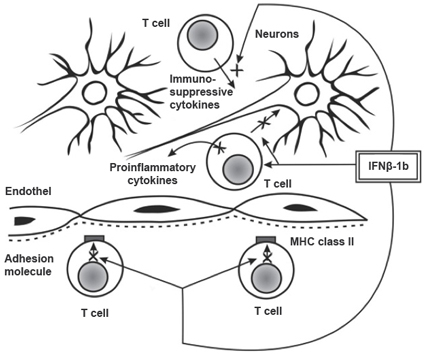 T cell
Neurons
Immuno-
suppressive
cytokines
Proinflammatory
cytokines
T cell
IFNβ-1b
Endothel
Adhesion
molecule
MHC class II
T cell
T cell